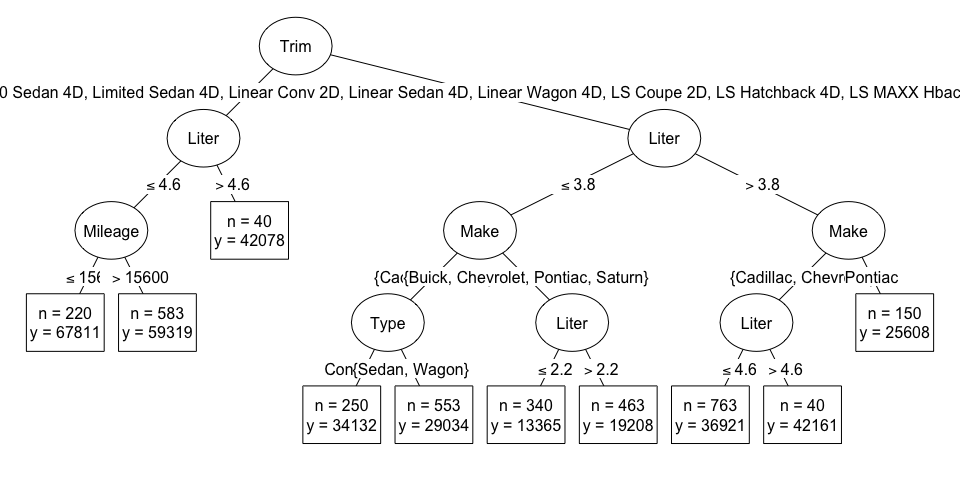 Trim
0 Sedan 4D, Limited Sedan 4D, Linear Conv 2D, Linear Sedan 4D, Linear Wagon 4D, LS Coupe 2D, LS Hatchback 4D, LS MAXX Hbac
Liter
Liter
≤ 4.6
> 4.6
≤ 3.8
> 3.8
Mileage
n = 40
y = 42078
Make
Make
≤ 156
> 15600
{Ca
{Buick, Chevrolet, Pontiac, Saturn}
{Cadillac, Chevr
Pontiac
n = 220
y = 67811
n = 583
y = 59319
Type
Liter
Liter
n = 150
y = 25608
Con
{Sedan, Wagon}
≤ 2.2
> 2.2
≤ 4.6
> 4.6
n = 250
y = 34132
n = 553
y = 29034
n = 340
y = 13365
n = 463
y = 19208
n = 763
y = 36921
n = 40
y = 42161